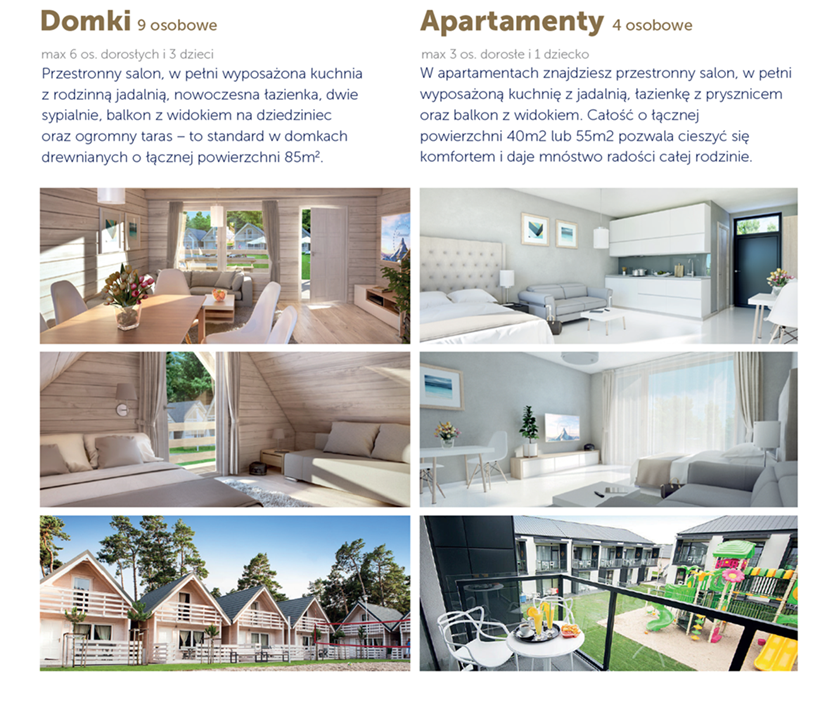 Domki 9 osobowe
max 6 os. dorosłych i 3 dzieci
Przestronny salon, w pełni wyposażona kuchnia
z rodzinną jadalnią, nowoczesna łazienka, dwie
sypialnie, balkon z widokiem na dziedziniec
oraz ogromny taras – to standard w domkach
drewnianych o łącznej powierzchni 85m².
Apartamenty 4 osobowe
max 3 os. dorosłe i 1 dziecko
W apartamentach znajdziesz przestronny salon, w pełni
wyposażoną kuchnię z jadalnią, łazienkę z prysznicem
oraz balkon z widokiem. Całość o łącznej
powierzchni 40m2 lub 55m2 pozwala cieszyć się
komfortem i daje mnóstwo radości całej rodzinie.